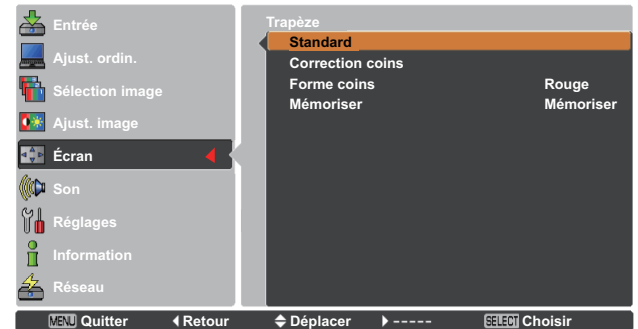 Entrée
Ajust. ordin.
Sélection image
Ajust. image
Écran
Son
Réglages
Information
Réseau
Trapèze
Standard
Correction coins
Forme coins Rouge
Mémoriser Mémoriser
MENU Quitter Retour Déplacer ----- SELECT Choisir